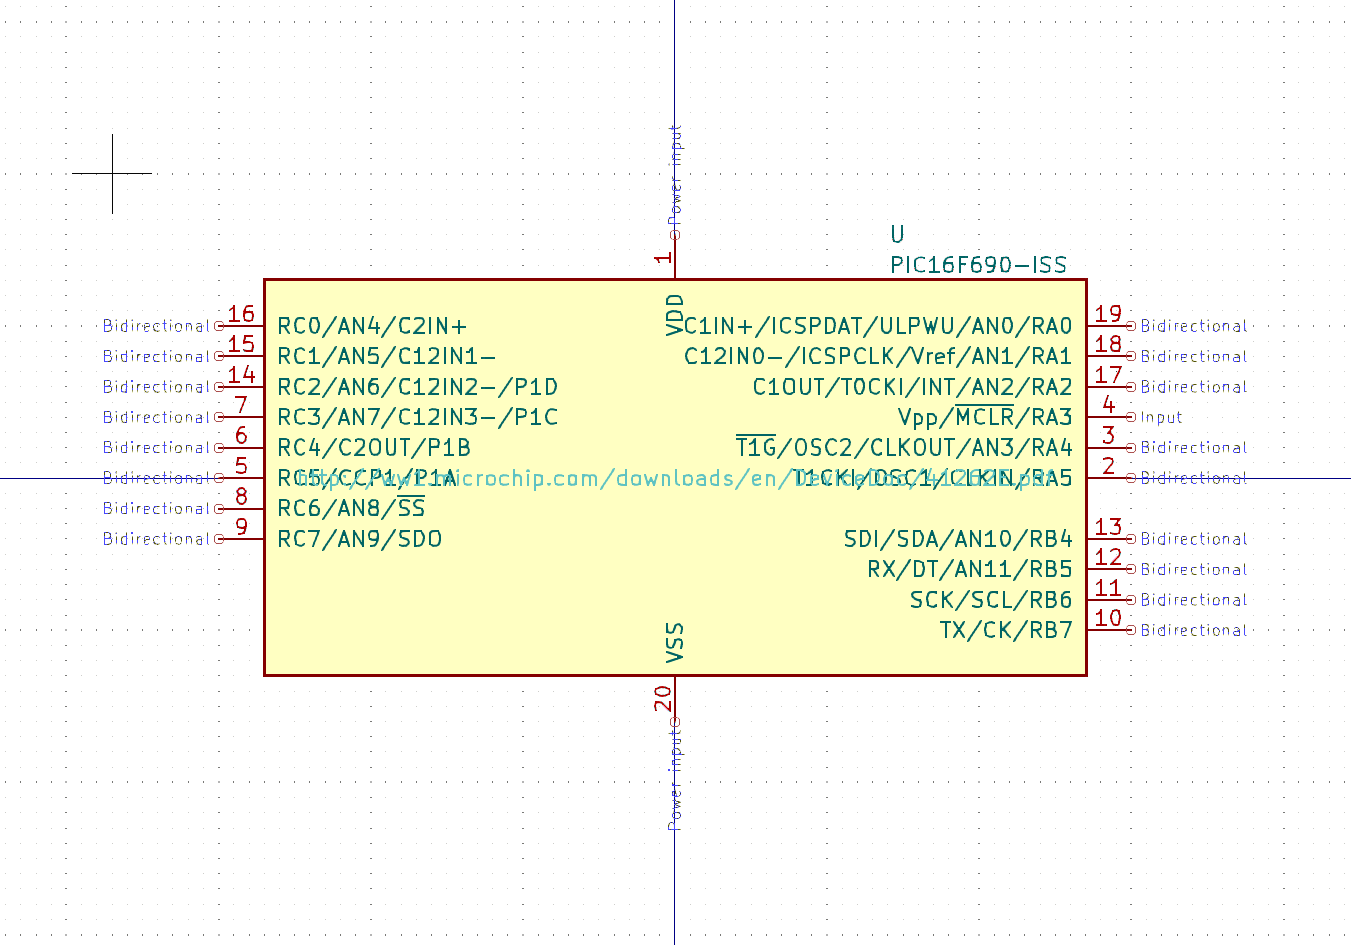 Power input
1
U
PIC16F690-ISS
VDD
Bidirectional 16 RC0/AN4/C2IN+ C1IN+/ICSPDAT/ULPWU/AN0/RA0 19 Bidirectional
Bidirectional 15 RC1/AN5/C12IN1- C12IN0-/ICSPCLK/Vref/AN1/RA1 18 Bidirectional
Bidirectional 14 RC2/AN6/C12IN2-/P1D C1OUT/T0CKI/INT/AN2/RA2 17 Bidirectional
Bidirectional 7 RC3/AN7/C12IN3-/P1C Vpp/MCLR/RA3 4 Input
Bidirectional 6 RC4/C2OUT/P1B T1G/OSC2/CLKOUT/AN3/RA4 3 Bidirectional
Bidirectional 5 RC5/CCP1/P1A T1CKI/OSC1/CLKIN/RA5 2 Bidirectional
http://ww1.microchip.com/downloads/en/DeviceDoc/41262E.pdf
Bidirectional 8 RC6/AN8/SS
Bidirectional 9 RC7/AN9/SDO SDI/SDA/AN10/RB4 13 Bidirectional
RX/DT/AN11/RB5 12 Bidirectional
SCK/SCL/RB6 11 Bidirectional
TX/CK/RB7 10 Bidirectional
VSS
20
Power input